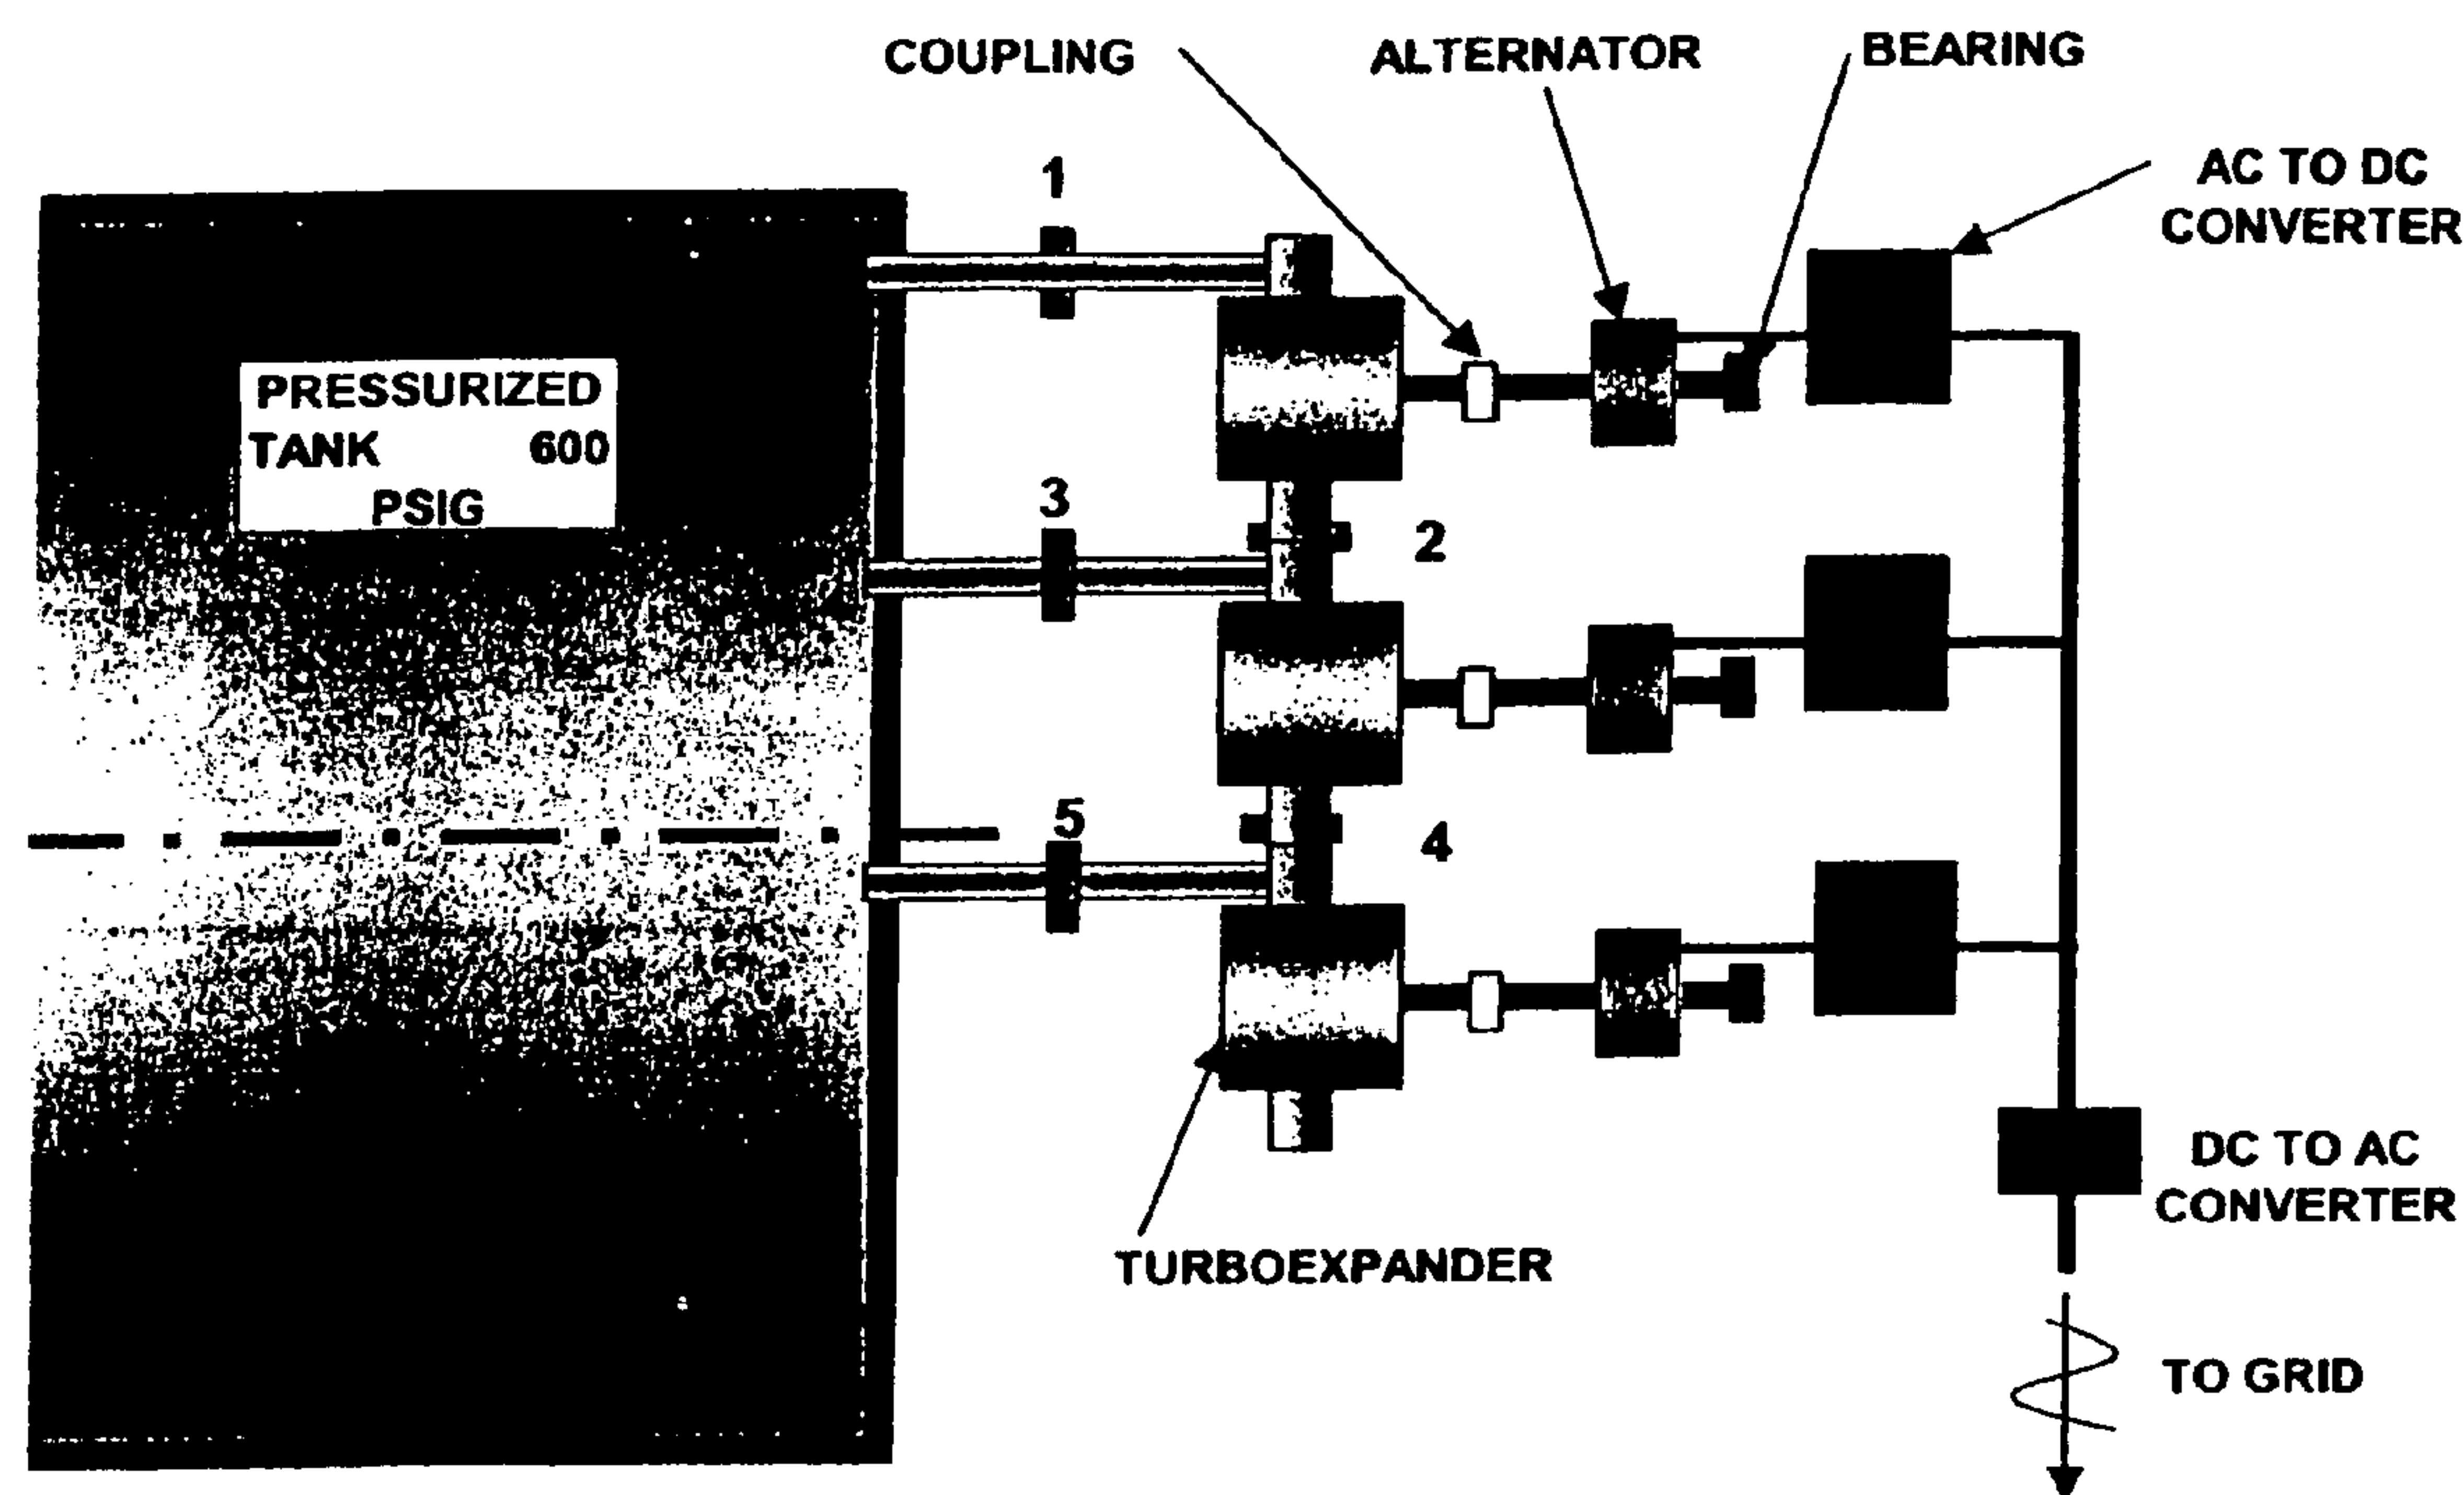 COUPLING
ALTERNATOR
BEARING
AC TO DC
CONVERTER
1
PRESSURIZED
TANK 600
PSIG
3
2
5
4
DC TO AC
CONVERTER
TURBOEXPANDER
TO GRID